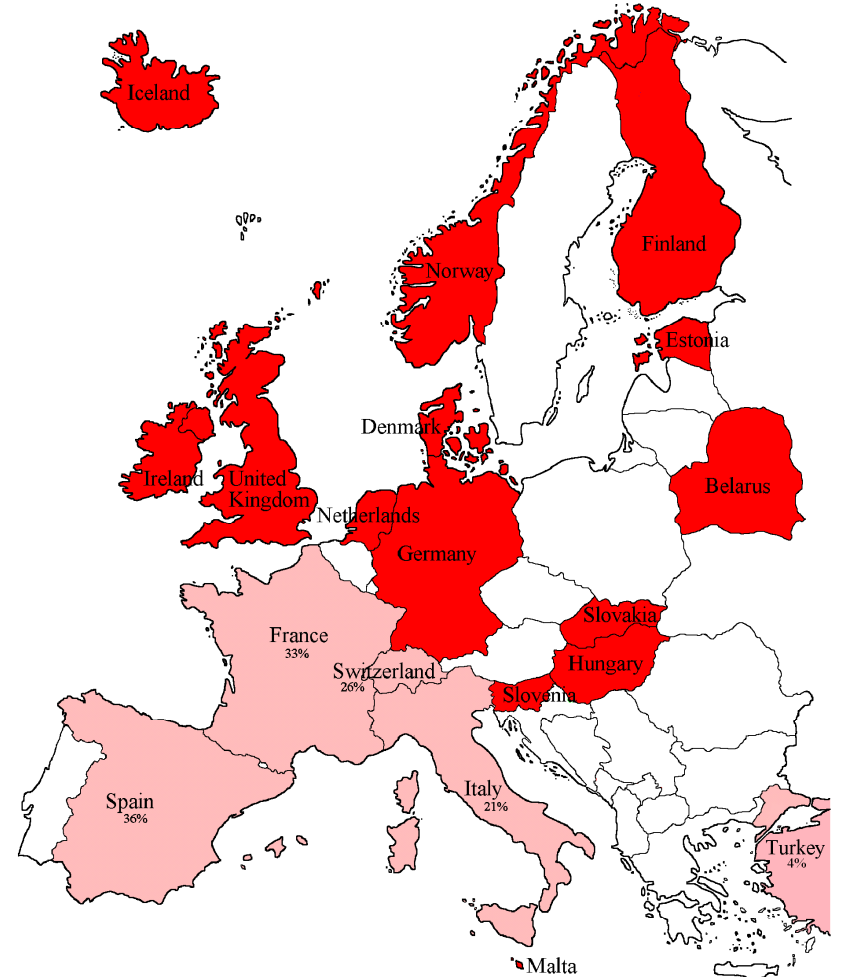 Iceland
Finland
Norway
Estonia
Denmark
Ireland
United
Kingdom
Belarus
Netherlands
Germany
Slovakia
France
33%
Hungary
Switzerland
26%
Slovenia
Spain
36%
Italy
21%
Turkey
4%
Malta